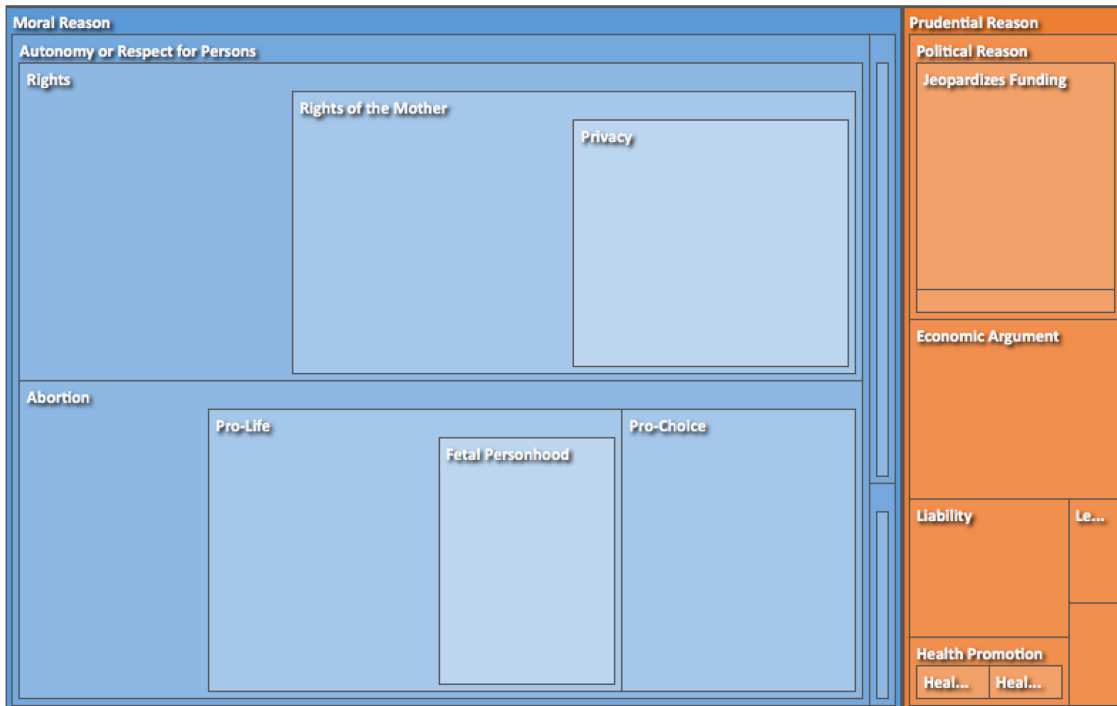 Moral Reason
Autonomy or Respect for Persons
Rights
Rights of the Mother
Privacy
Abortion
Pro-Life
Fetal Personhood
Pro-Choice
Prudential Reason
Political Reason
Jeopardizes Funding
Economic Argument
Liability
Le...
Health Promotion
Heal...
Heal...